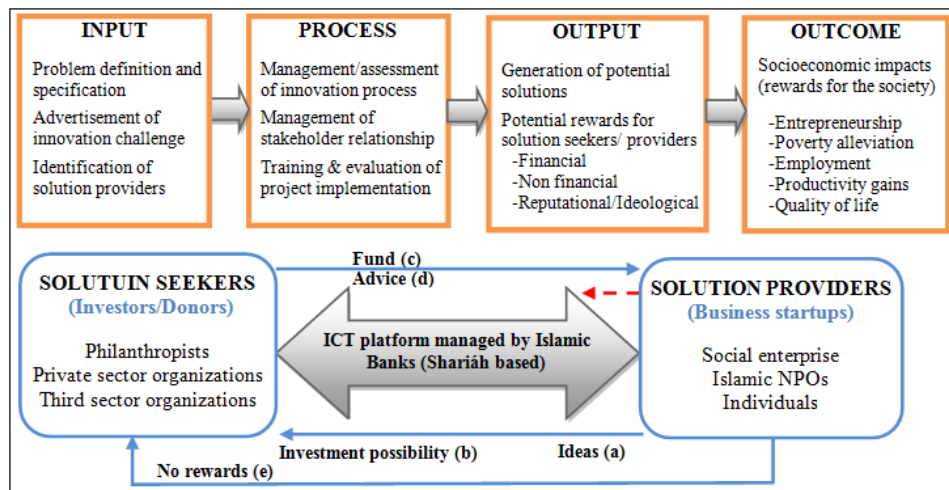 INPUT
Problem definition and
specification
Advertisement of
innovation challenge
Identification of
solution providers
PROCESS
Management/assessment
of innovation process
Management of
stakeholder relationship
Training & evaluation of
project implementation
OUTPUT
Generation of potential
solutions
Potential rewards for
solution seekers/ providers
-Financial
-Non financial
-Reputational/Ideological
OUTCOME
Socioeconomic impacts
(rewards for the society)
-Entrepreneurship
-Poverty alleviation
-Employment
-Productivity gains
-Quality of life
SOLUTUIN SEEKERS
(Investors/Donors)
Philanthropists
Private sector organizations
Third sector organizations
Fund (c)
Advice (d)
ICT platform managed by Islamic
Banks (Shariáh based)
Investment possibility (b)
Ideas (a)
No rewards (e)
SOLUTION PROVIDERS
(Business startups)
Social enterprise
Islamic NPOs
Individuals